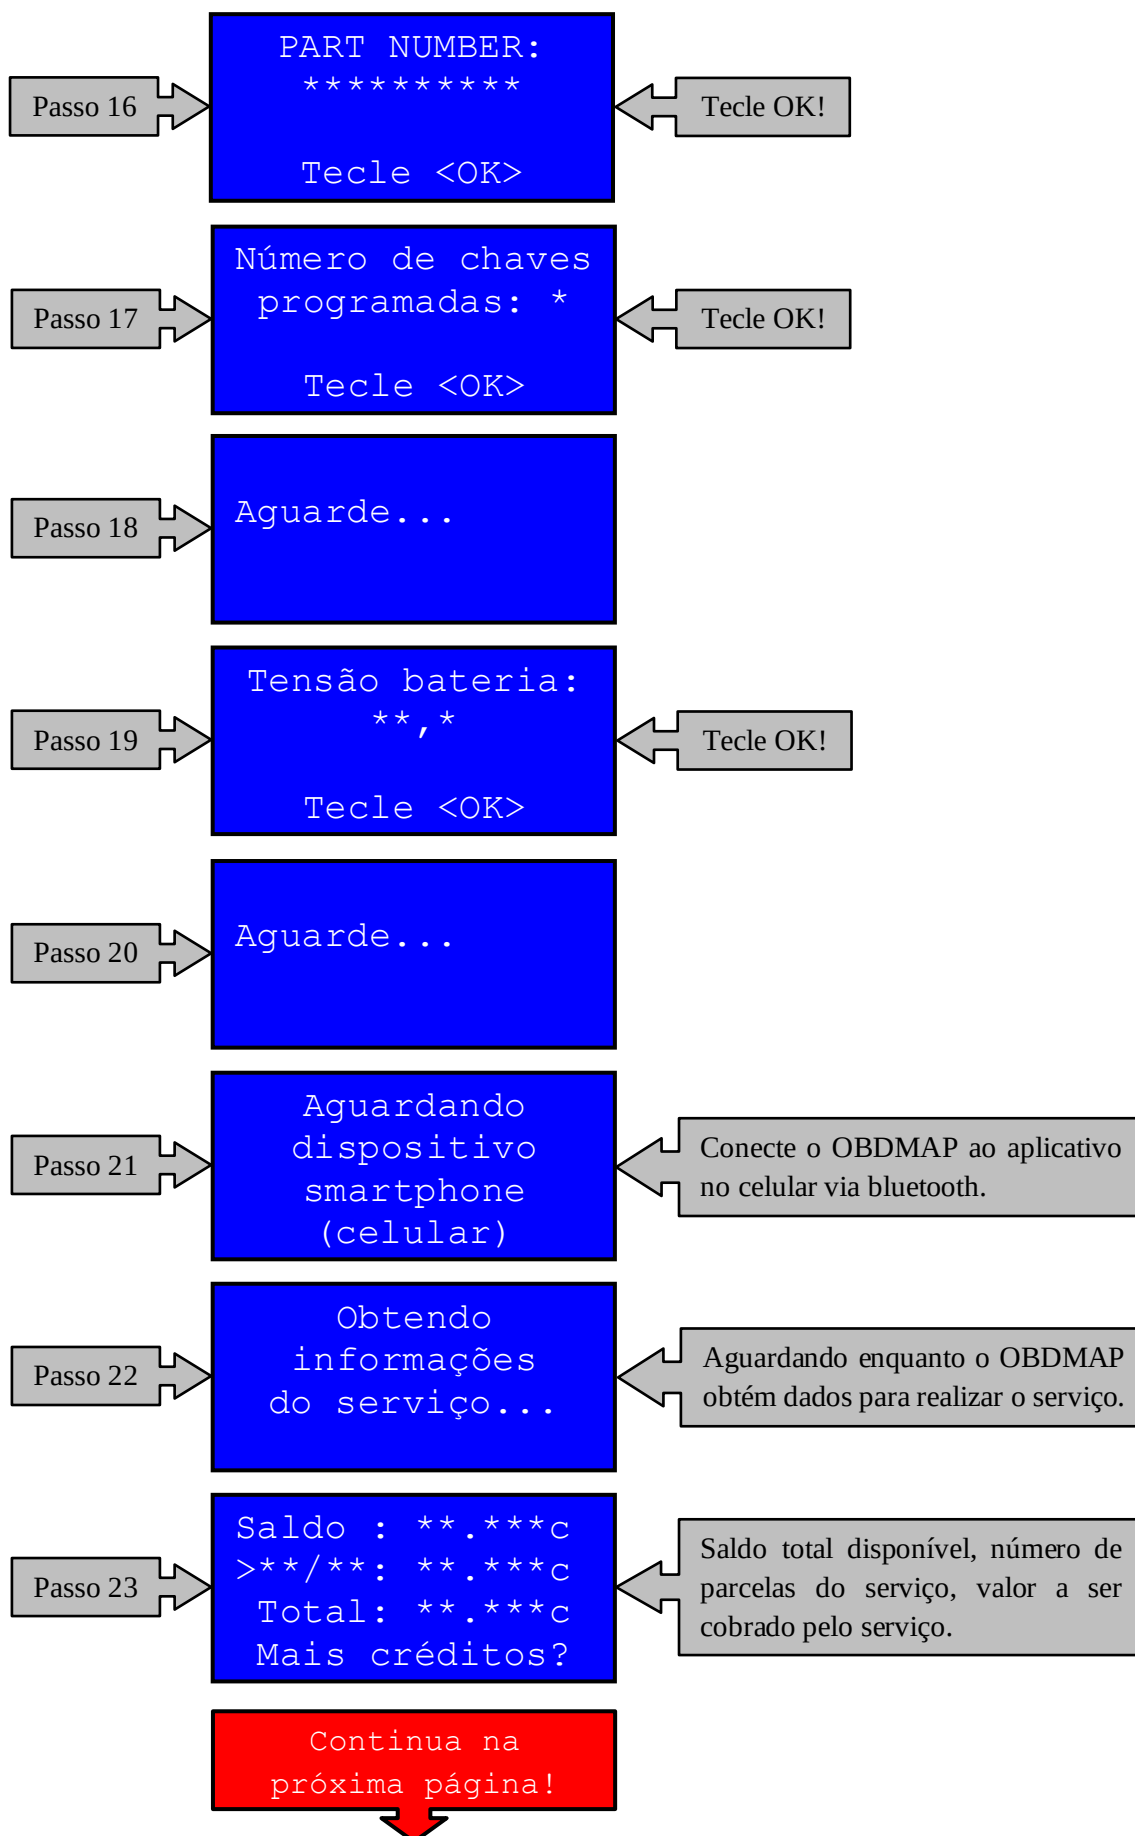 Passo 16
PART NUMBER:
**********
Tecle <OK>
Tecle OK!
Passo 17
Número de chaves
programadas: *
Tecle <OK>
Tecle OK!
Passo 18
Aguarde...
Passo 19
Tensão bateria:
**,*
Tecle <OK>
Tecle OK!
Passo 20
Aguarde...
Passo 21
Aguardando
dispositivo
smartphone
(celular)
Conecte o OBDMAP ao aplicativo
no celular via bluetooth.
Passo 22
Obtendo
informações
do serviço...
Aguardando enquanto o OBDMAP
obtém dados para realizar o serviço.
Passo 23
Saldo : **.***c
>**/**: **.***c
Total: **.***c
Mais créditos?
Saldo total disponível, número de
parcelas do serviço, valor a ser
cobrado pelo serviço.
Continua na
próxima página!